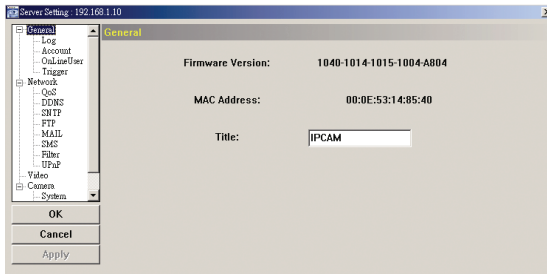 Server Setting : 192.168.1.10
General
Log
Account
OnLineUser
Trigger
Network
QoS
DDNS
SNTP
FTP
MAIL
SMS
Filter
UPnP
Video
Camera
System
OK
Cancel
Apply
General
Firmware Version: 1040-1014-1015-1004-A804
MAC Address: 00:0E:53:14:85:40
Title: IPCAM